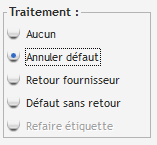 Traitement :
Aucun
Annuler défaut
Retour fournisseur
Défaut sans retour
Refaire étiquette